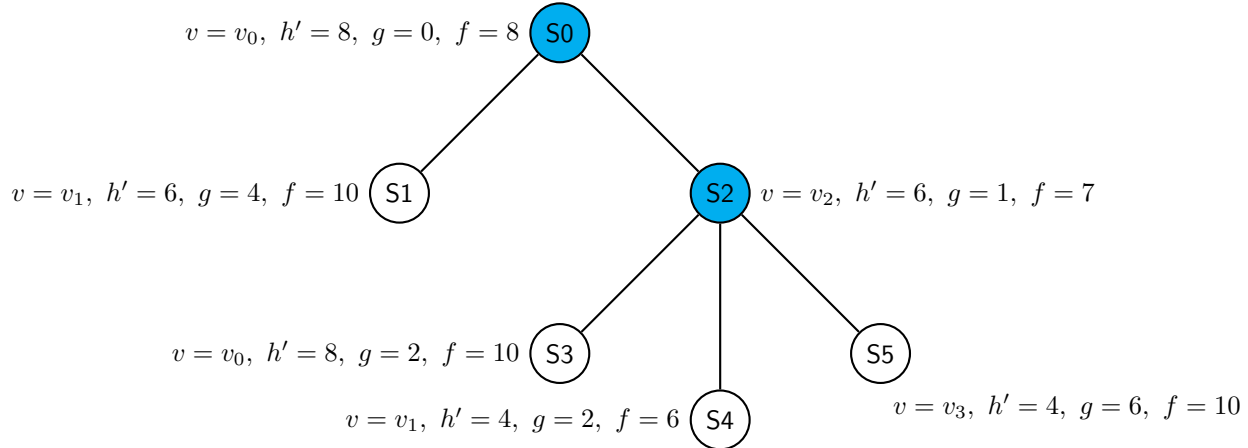 v = v₀, h′ = 8, g = 0, f = 8 S0
v = v₁, h′ = 6, g = 4, f = 10 S1
S2 v = v₂, h′ = 6, g = 1, f = 7
v = v₀, h′ = 8, g = 2, f = 10 S3
S5
v = v₁, h′ = 4, g = 2, f = 6 S4
v = v₃, h′ = 4, g = 6, f = 10